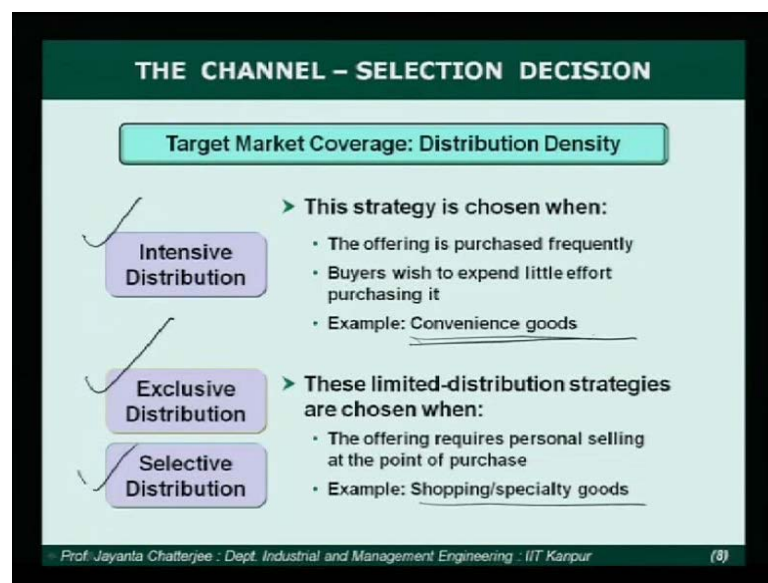 THE CHANNEL – SELECTION DECISION
Target Market Coverage: Distribution Density
Intensive
Distribution
➤ This strategy is chosen when:
• The offering is purchased frequently
• Buyers wish to expend little effort
purchasing it
• Example: Convenience goods
Exclusive
Distribution
Selective
Distribution
➤ These limited-distribution strategies
are chosen when:
• The offering requires personal selling
at the point of purchase
• Example: Shopping/specialty goods
Prof. Jayanta Chatterjee : Dept. Industrial and Management Engineering : IIT Kanpur (8)